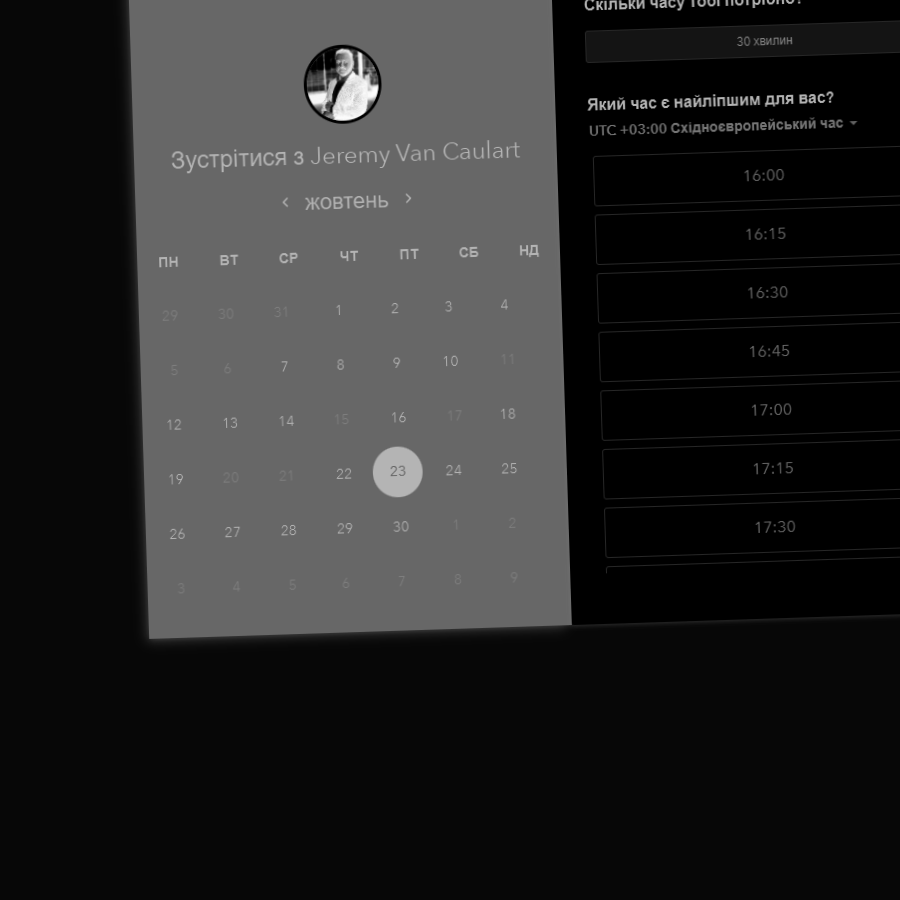 Зустрітися з Jeremy Van Caulart
жовтень
ПН ВТ СР ЧТ ПТ СБ НД
29 30 31 1 2 3 4
5 6 7 8 9 10 11
12 13 14 15 16 17 18
19 20 21 22 23 24 25
26 27 28 29 30 1 2
3 4 5 6 7 8 9
Скільки часу тобі потрібно?
30 хвилин
Який час є найліпшим для вас?
UTC +03:00 Східноєвропейський час
16:00
16:15
16:30
16:45
17:00
17:15
17:30